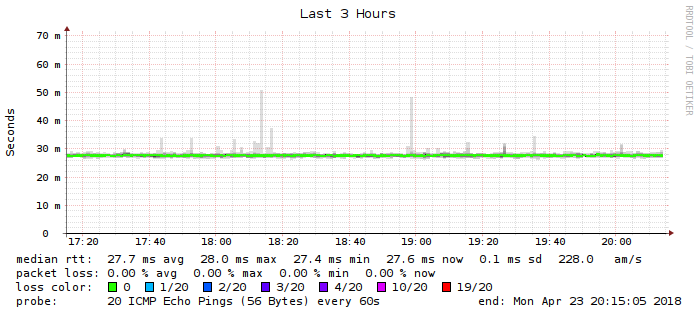 Last 3 Hours
RRDTOOL / TOBI OETIKER
Seconds
70 m
60 m
50 m
40 m
30 m
20 m
10 m
0
17:20 17:40 18:00 18:20 18:40 19:00 19:20 19:40 20:00
median rtt: 27.7 ms avg 28.0 ms max 27.4 ms min 27.6 ms now 0.1 ms sd 228.0 am/s
packet loss: 0.00 % avg 0.00 % max 0.00 % min 0.00 % now
loss color: 0 1/20 2/20 3/20 4/20 10/20 19/20
probe: 20 ICMP Echo Pings (56 Bytes) every 60s end: Mon Apr 23 20:15:05 2018